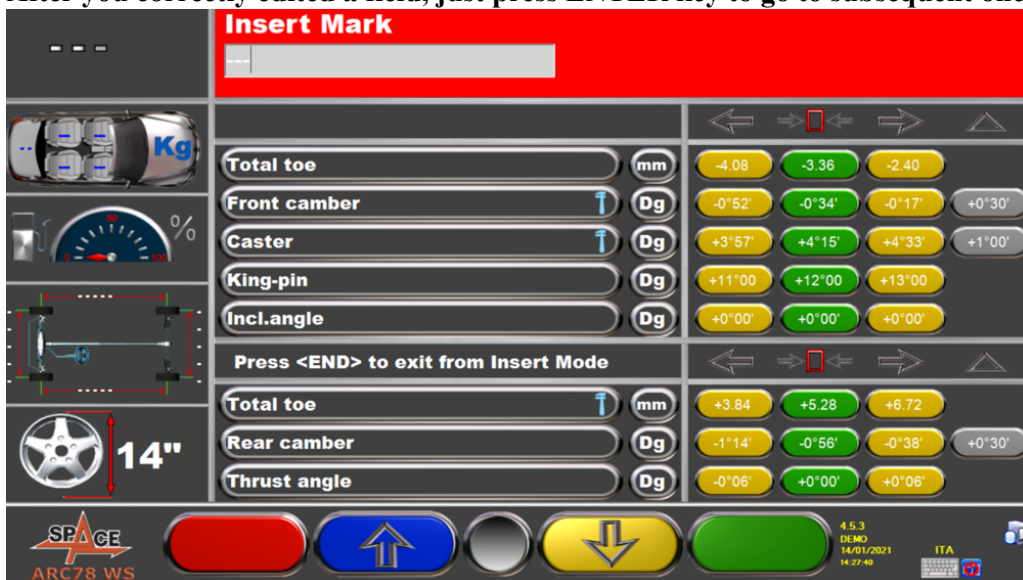 After you correctly edited a field, just press ENTER key to go to subsequent one
Insert Mark
---
Kg
Total toe mm -4.08 -3.36 -2.40
Front camber Dg -0°52' -0°34' -0°17' +0°30'
50
%
0 100
Caster Dg +3°57' +4°15' +4°33' +1°00'
King-pin Dg +11°00 +12°00 +13°00
Incl.angle Dg +0°00' +0°00' +0°00'
Press <END> to exit from Insert Mode
Total toe mm +3.84 +5.28 +6.72
14"
Rear camber Dg -1°14' -0°56' -0°38' +0°30'
Thrust angle Dg -0°06' +0°00' +0°06'
SPACE
ARC78 WS
4.5.3
DEMO
14/01/2021
14:27:40
ITA